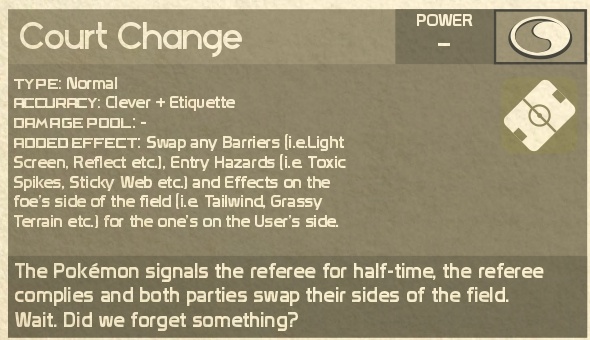 Court Change
POWER
–
TYPE: Normal
ACCURACY: Clever + Etiquette
DAMAGE POOL: -
ADDED EFFECT: Swap any Barriers (i.e.Light
Screen, Reflect etc.), Entry Hazards (i.e. Toxic
Spikes, Sticky Web etc.) and Effects on the
foe's side of the field (i.e. Tailwind, Grassy
Terrain etc.) for the one's on the User's side.
The Pokémon signals the referee for half-time, the referee
complies and both parties swap their sides of the field.
Wait. Did we forget something?